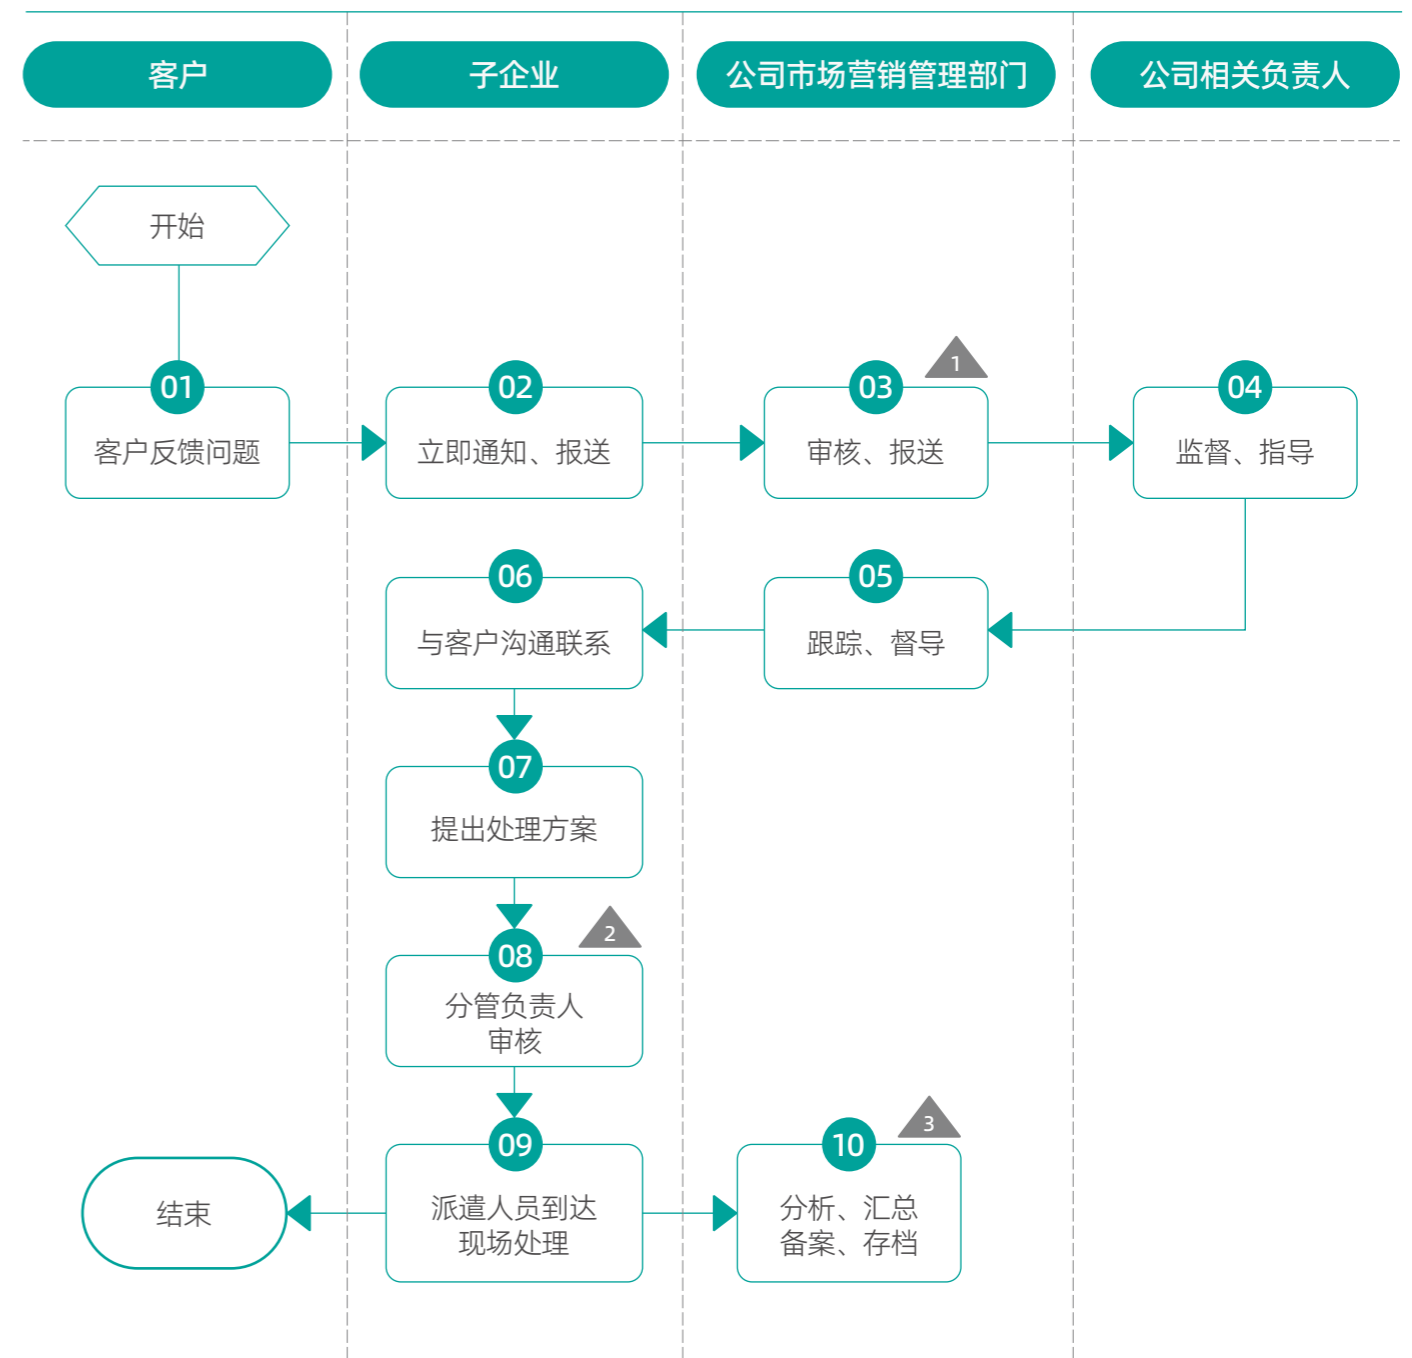 客户
子企业
公司市场营销管理部门
公司相关负责人
开始
01
客户反馈问题
02
立即通知、报送
1
03
审核、报送
04
监督、指导
06
与客户沟通联系
05
跟踪、督导
07
提出处理方案
2
08
分管负责人
审核
结束
09
派遣人员到达
现场处理
3
10
分析、汇总
备案、存档